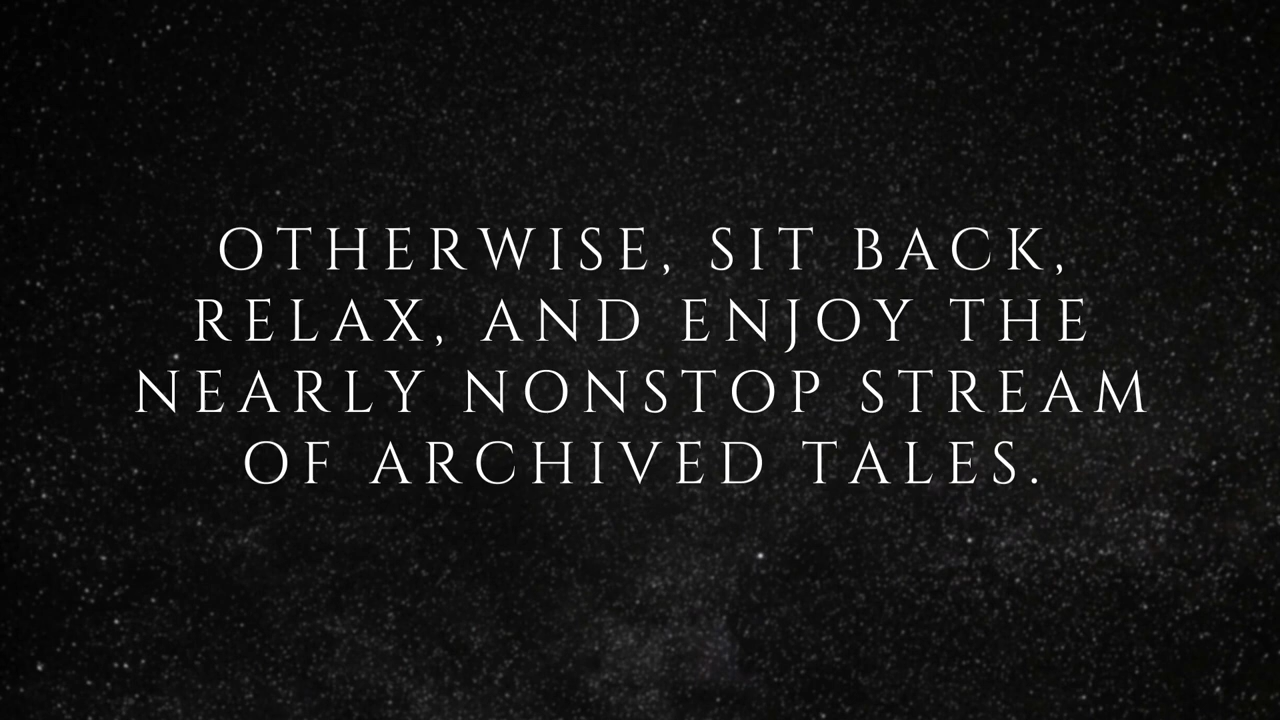 OTHERWISE, SIT BACK,
RELAX, AND ENJOY THE
NEARLY NONSTOP STREAM
OF ARCHIVED TALES.